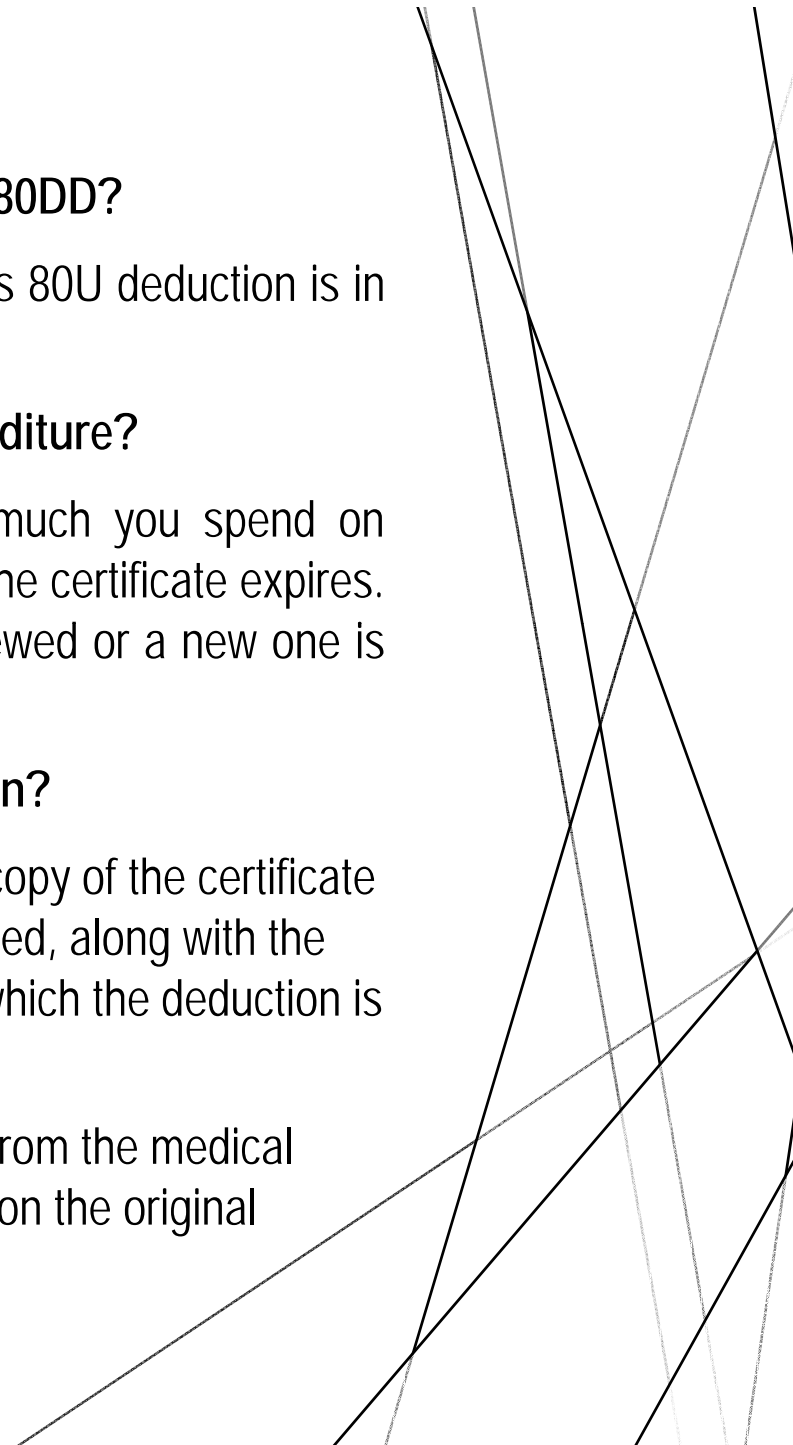 80DD?
s 80U deduction is in
diture?
much you spend on
he certificate expires.
wed or a new one is
n?
copy of the certificate
ed, along with the
which the deduction is
rom the medical
on the original